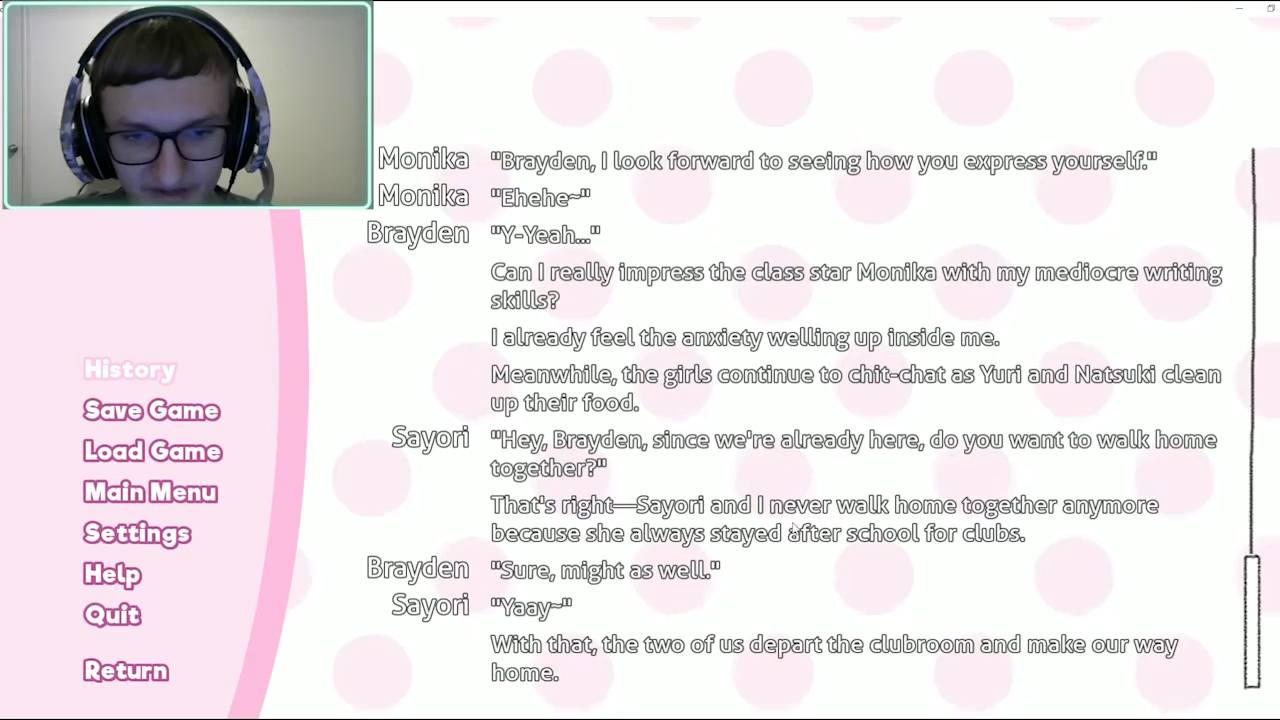 Monika "Brayden, I look forward to seeing how you express yourself."
Monika "Ehehe~"
Brayden "Y-Yeah..."
Can I really impress the class star Monika with my mediocre writing
skills?
I already feel the anxiety welling up inside me.
Meanwhile, the girls continue to chit-chat as Yuri and Natsuki clean
up their food.
Sayori "Hey, Brayden, since we're already here, do you want to walk home
together?"
That's right—Sayori and I never walk home together anymore
because she always stayed after school for clubs.
Brayden "Sure, might as well."
Sayori "Yaay~"
With that, the two of us depart the clubroom and make our way
home.
History
Save Game
Load Game
Main Menu
Settings
Help
Quit
Return